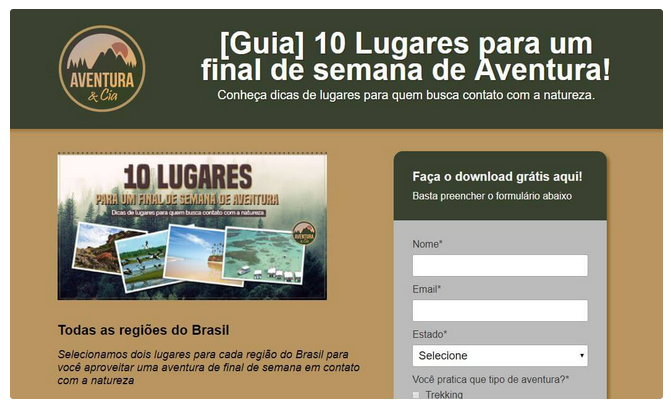 AVENTURA
& Cia
[Guia] 10 Lugares para um
final de semana de Aventura!
Conheça dicas de lugares para quem busca contato com a natureza.
10 LUGARES
PARA UM FINAL DE SEMANA DE AVENTURA
Dicas de lugares para quem busca contato com a natureza.
Todas as regiões do Brasil
Selecionamos dois lugares para cada região do Brasil para
você aproveitar uma aventura de final de semana em contato
com a natureza
Faça o download grátis aqui!
Basta preencher o formulário abaixo
Nome*
Email*
Estado*
Selecione
Você pratica que tipo de aventura?*
Trekking